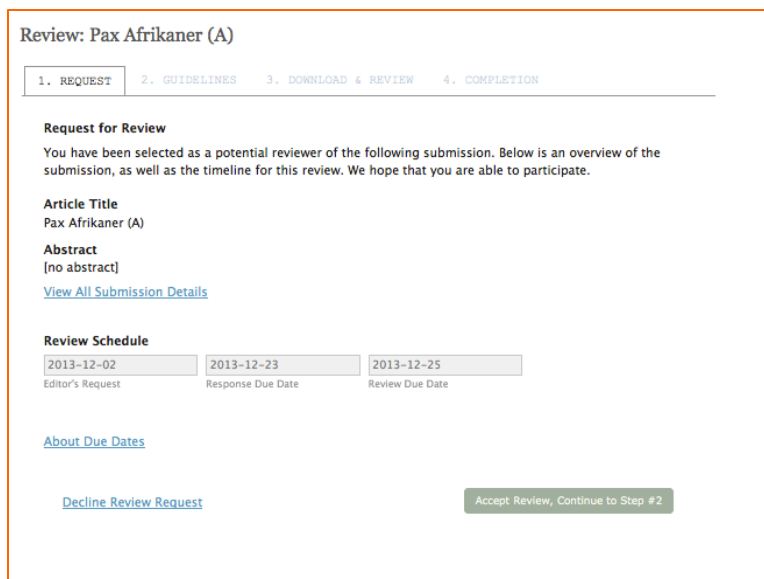 Review: Pax Afrikaner (A)
1. REQUEST 2. GUIDELINES 3. DOWNLOAD & REVIEW 4. COMPLETION
Request for Review
You have been selected as a potential reviewer of the following submission. Below is an overview of the
submission, as well as the timeline for this review. We hope that you are able to participate.
Article Title
Pax Afrikaner (A)
Abstract
[no abstract]
View All Submission Details
Review Schedule
2013-12-02 2013-12-23 2013-12-25
Editor's Request Response Due Date Review Due Date
About Due Dates
Decline Review Request Accept Review, Continue to Step #2